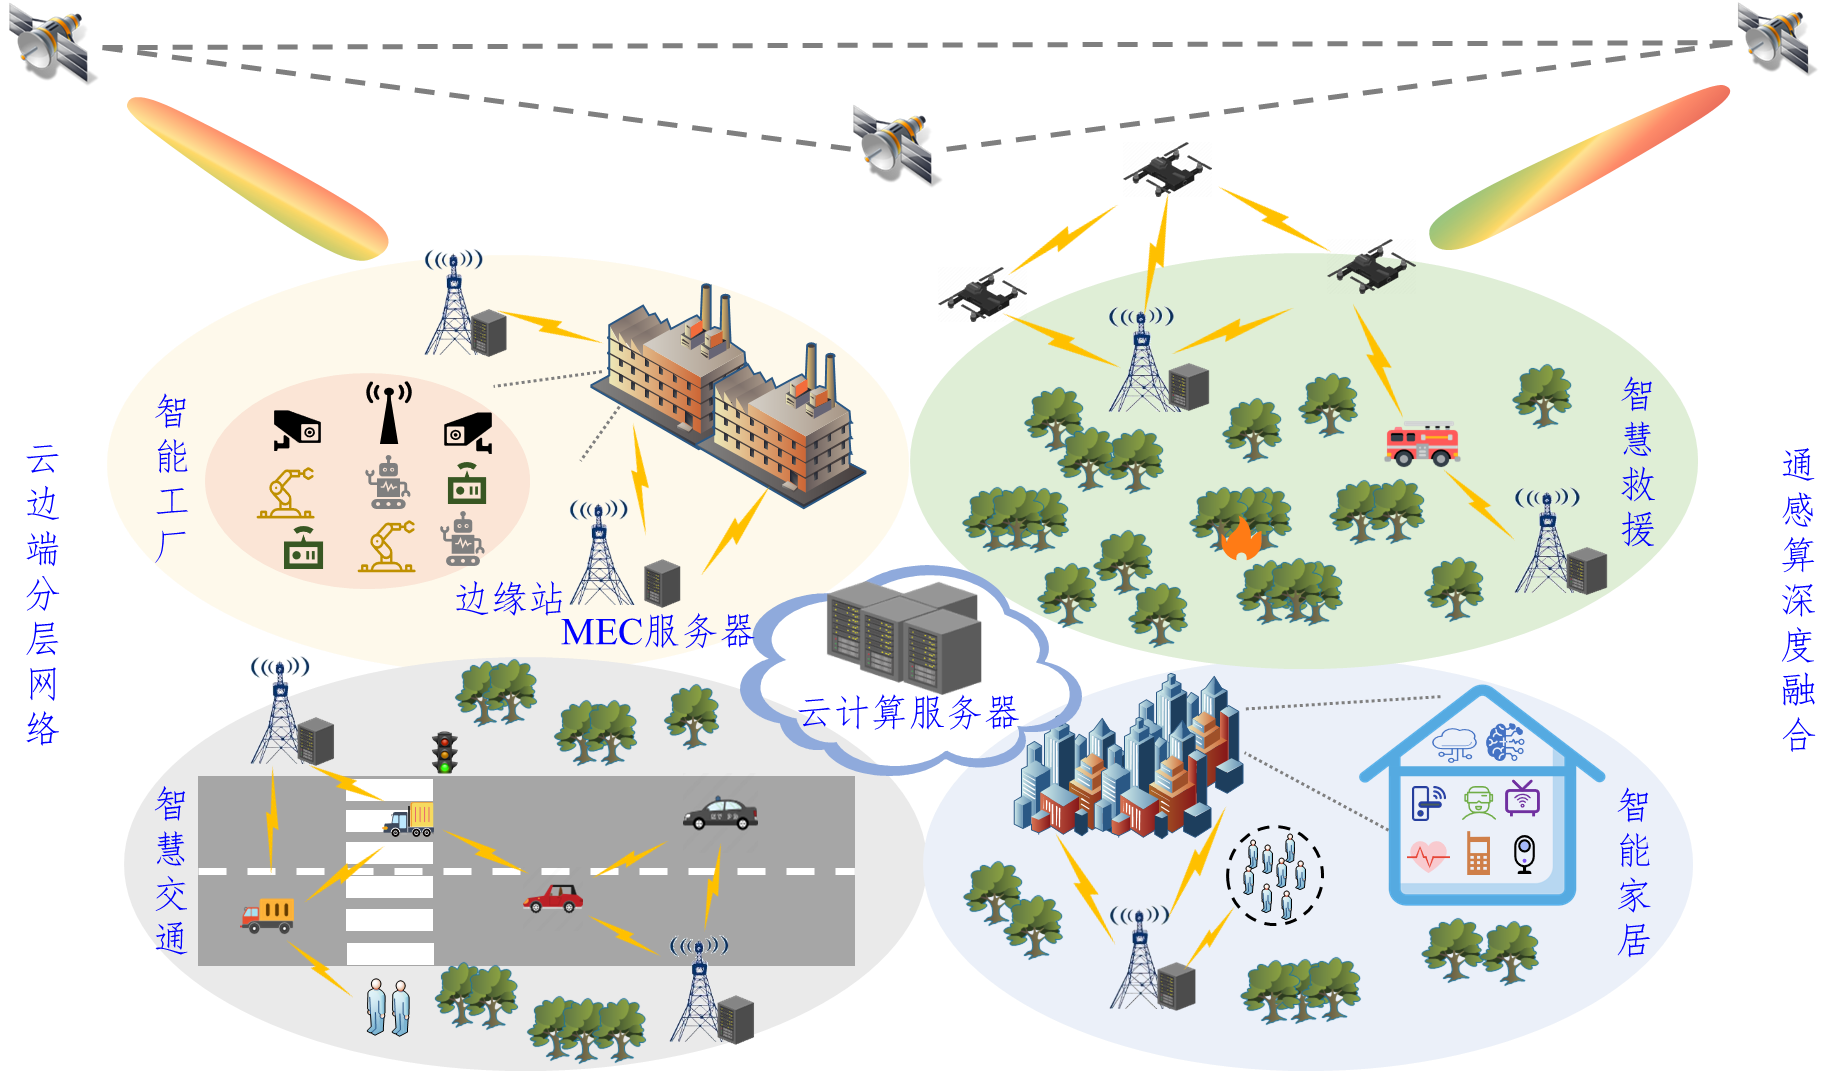 云边端分层网络
智能工厂
边缘站
MEC服务器
智慧救援
通感算深度融合
云计算服务器
智慧交通
智能家居